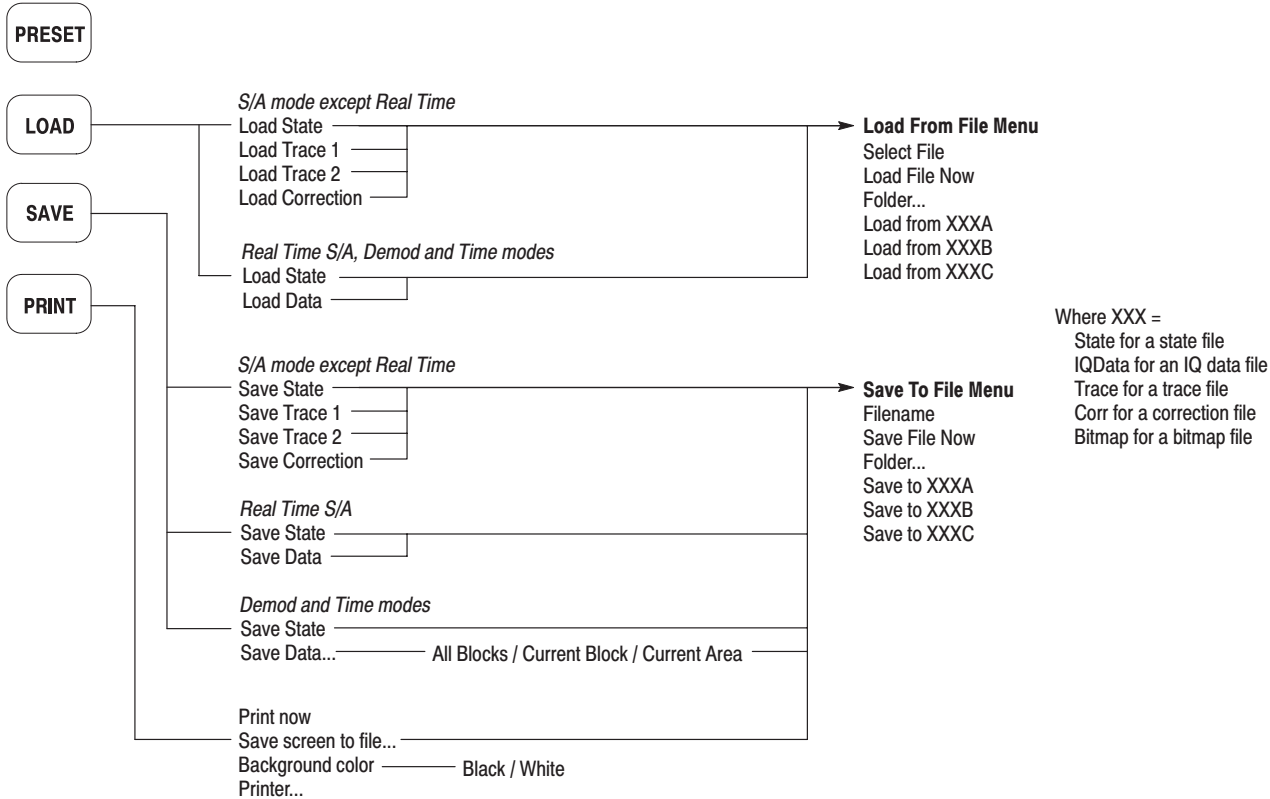 PRESET
LOAD
SAVE
PRINT
S/A mode except Real Time
Load State
Load Trace 1
Load Trace 2
Load Correction
Real Time S/A, Demod and Time modes
Load State
Load Data
Load From File Menu
Select File
Load File Now
Folder...
Load from XXXA
Load from XXXB
Load from XXXC
S/A mode except Real Time
Save State
Save Trace 1
Save Trace 2
Save Correction
Real Time S/A
Save State
Save Data
Demod and Time modes
Save State
Save Data... All Blocks / Current Block / Current Area
Print now
Save screen to file...
Background color Black / White
Printer...
Save To File Menu
Filename
Save File Now
Folder...
Save to XXXA
Save to XXXB
Save to XXXC
Where XXX =
State for a state file
IQData for an IQ data file
Trace for a trace file
Corr for a correction file
Bitmap for a bitmap file